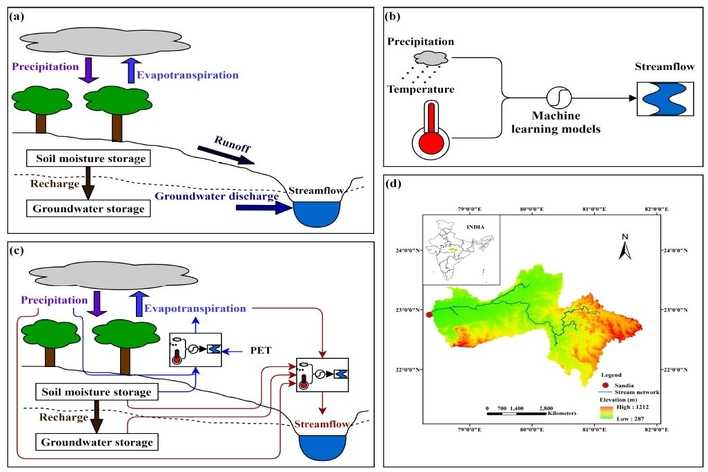 (a)
Precipitation
Evapotranspiration
Runoff
Soil moisture storage
Recharge
Groundwater storage
Groundwater discharge
Streamflow
(b)
Precipitation
Temperature
Machine
learning models
Streamflow
(c)
Precipitation
Evapotranspiration
PET
Soil moisture storage
Recharge
Groundwater storage
Streamflow
(d)
79°0'0"E 80°0'0"E 81°0'0"E 82°0'0"E
INDIA
N
24°0'0"N
24°0'0"N
23°0'0"N
23°0'0"N
22°0'0"N
22°0'0"N
Legend
Sandia
Stream network
Elevation (m)
High : 1212
Low : 287
0 700 1,400 2,800
Kilometers
79°0'0"E 80°0'0"E 81°0'0"E 82°0'0"E